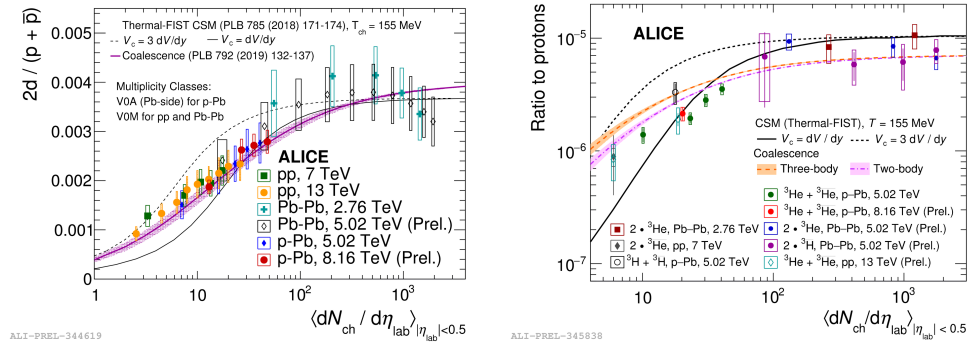 Thermal-FIST CSM (PLB 785 (2018) 171-174), T_ch = 155 MeV
V_c = 3 dV/dy V_c = dV/dy
Coalescence (PLB 792 (2019) 132-137)
Multiplicity Classes:
V0A (Pb-side) for p-Pb
V0M for pp and Pb-Pb
ALICE
pp, 7 TeV
pp, 13 TeV
Pb-Pb, 2.76 TeV
Pb-Pb, 5.02 TeV (Prel.)
p-Pb, 5.02 TeV
p-Pb, 8.16 TeV (Prel.)
2d / (p + p̅)
0.005
0.004
0.003
0.002
0.001
0
1 10 10² 10³
⟨dN_ch / dη_lab⟩_|η_lab|<0.5
ALI-PREL-344619
ALICE
Ratio to protons
10⁻⁵
10⁻⁶
10⁻⁷
CSM (Thermal-FIST), T = 155 MeV
V_c = dV / dy V_c = 3 dV / dy
Coalescence
Three-body Two-body
³He + ³He, p–Pb, 5.02 TeV
³He + ³He, p–Pb, 8.16 TeV (Prel.)
2 • ³He, Pb–Pb, 2.76 TeV
2 • ³He, Pb–Pb, 5.02 TeV (Prel.)
2 • ³He, pp, 7 TeV
2 • ³H, Pb–Pb, 5.02 TeV (Prel.)
³H + ³H, p–Pb, 5.02 TeV
³He + ³He, pp, 13 TeV (Prel.)
10 10² 10³
⟨dN_ch/dη_lab⟩_|η_lab| < 0.5
ALI-PREL-345838